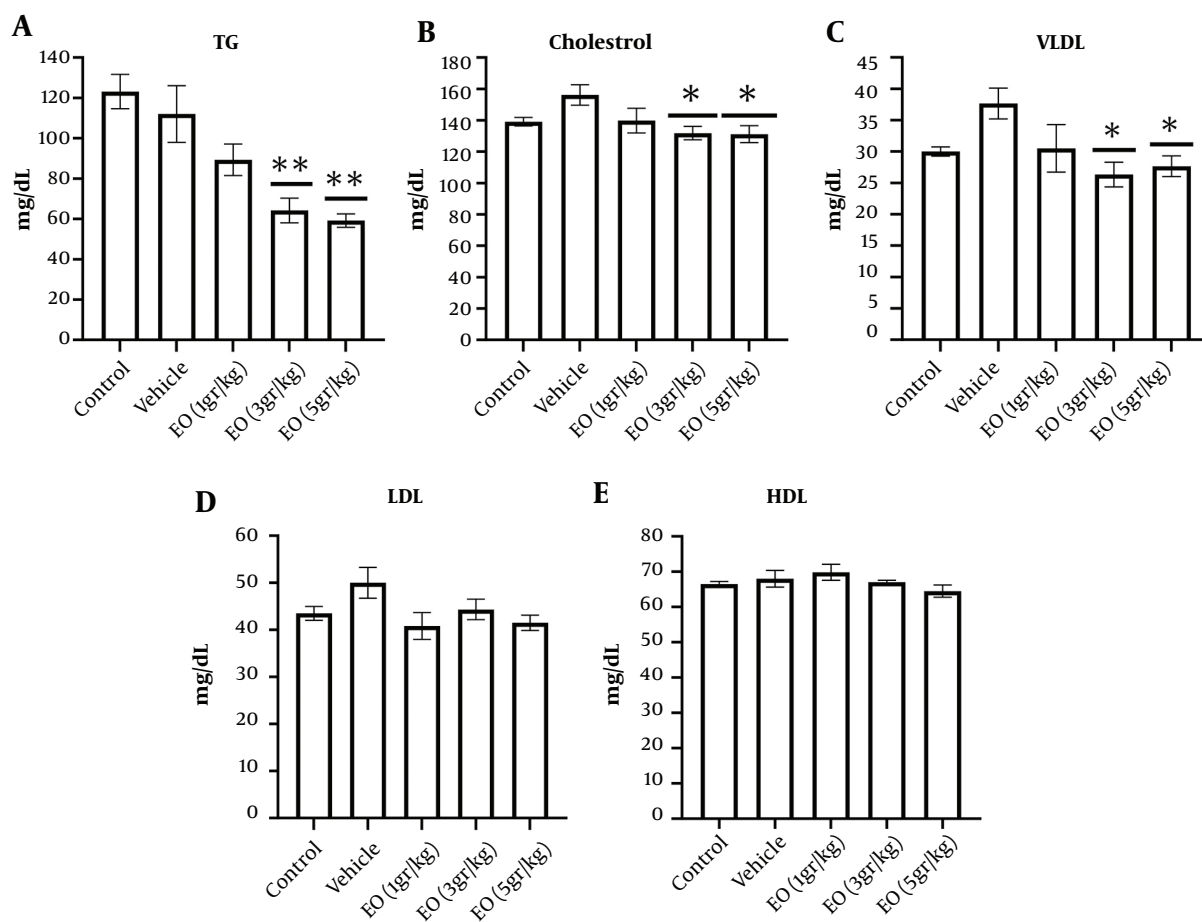 A
TG
140
120
100
80
60
40
20
0
mg/dL
**
**
Control
Vehicle
EO (1gr/kg)
EO (3gr/kg)
EO (5gr/kg)
B
Cholestrol
180
160
140
120
100
180
60
140
20
0
mg/dL
*
*
Control
Vehicle
EO (1gr/kg)
EO (3gr/kg)
EO (5gr/kg)
C
VLDL
45
40
35
30
25
20
15
10
5
0
mg/dL
*
*
Control
Vehicle
EO (1gr/kg)
EO (3gr/kg)
EO (5gr/kg)
D
LDL
60
50
40
30
20
10
0
mg/dL
Control
Vehicle
EO (1gr/kg)
EO (3gr/kg)
EO (5gr/kg)
E
HDL
80
70
60
50
40
30
20
10
0
mg/dL
Control
Vehicle
EO (1gr/kg)
EO (3gr/kg)
EO (5gr/kg)